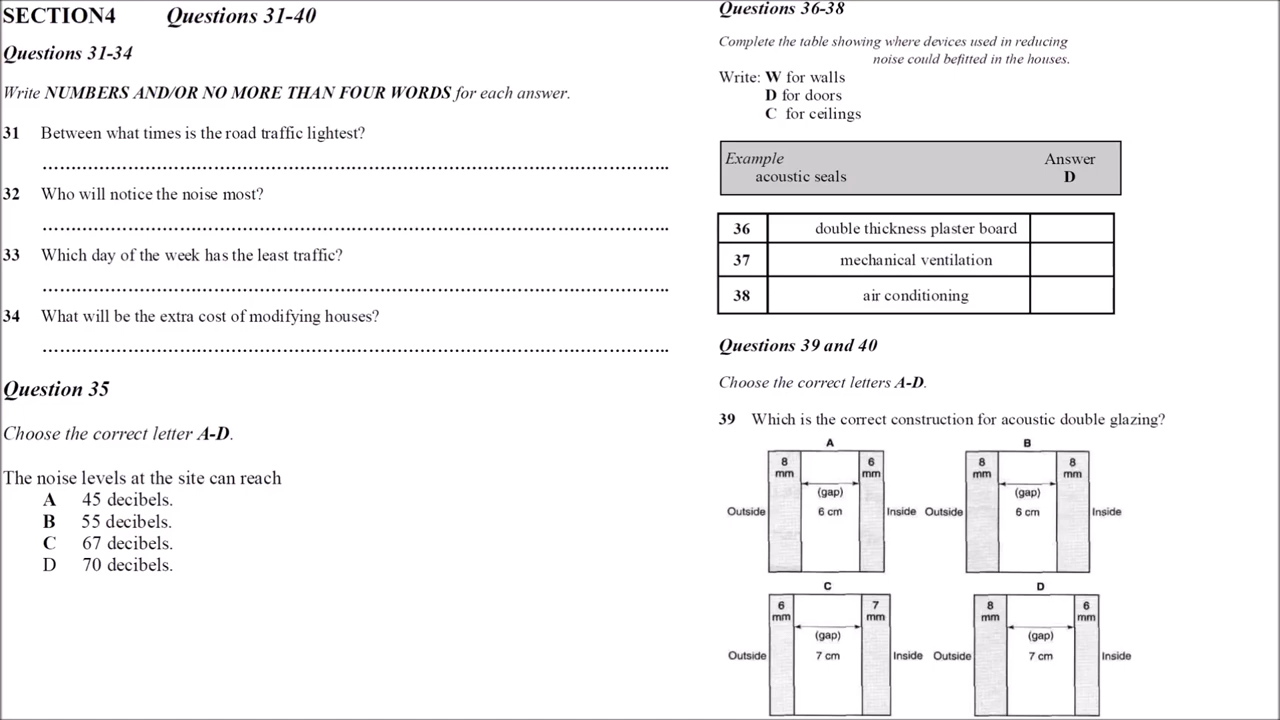 SECTION4 Questions 31-40
Questions 31-34
Write NUMBERS AND/OR NO MORE THAN FOUR WORDS for each answer.
31 Between what times is the road traffic lightest?
……………………………………………………………………………………..
32 Who will notice the noise most?
……………………………………………………………………………………..
33 Which day of the week has the least traffic?
……………………………………………………………………………………..
34 What will be the extra cost of modifying houses?
……………………………………………………………………………………..
Question 35
Choose the correct letter A-D.
The noise levels at the site can reach
A 45 decibels.
B 55 decibels.
C 67 decibels.
D 70 decibels.
Questions 36-38
Complete the table showing where devices used in reducing
noise could befitted in the houses.
Write: W for walls
D for doors
C for ceilings
Example Answer
acoustic seals D
36 double thickness plaster board
37 mechanical ventilation
38 air conditioning
Questions 39 and 40
Choose the correct letters A-D.
39 Which is the correct construction for acoustic double glazing?
A B
8 mm 6 mm 8 mm 8 mm
(gap) (gap)
Outside 6 cm Inside Outside 6 cm Inside
C D
6 mm 7 mm 8 mm 6 mm
(gap) (gap)
Outside 7 cm Inside Outside 7 cm Inside